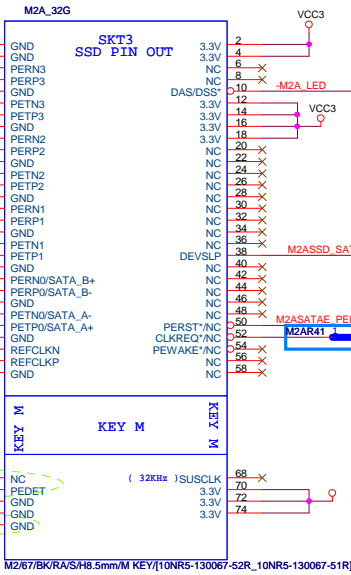 M2A_32G
VCC3
SKT3
SSD PIN OUT
GND 3.3V 2
GND 3.3V 4
PERN3 NC 6
PERP3 NC 8
GND DAS/DSS* 10 -M2A_LED
PETN3 3.3V 12
PETP3 3.3V 14 VCC3
GND 3.3V 16
PERN2 3.3V 18
PERP2 NC 20
GND NC 22
PETN2 NC 24
PETP2 NC 26
GND NC 28
PERN1 NC 30
PERP1 NC 32
GND NC 34
PETN1 NC 36
PETP1 DEVSLP 38 M2ASSD_SA
GND NC 40
PERN0/SATA_B+ NC 42
PERP0/SATA_B- NC 44
GND NC 46
PETN0/SATA_A- NC 48
PETP0/SATA_A+ PERST*/NC 50 M2ASATAE_PE
GND CLKREQ*/NC 52 M2AR41 1
REFCLKN PEWAKE*/NC 54
REFCLKP NC 56
GND NC 58
KEY M KEY M KEY M
NC ( 32KHz ) SUSCLK 68
PEDET 3.3V 70
GND 3.3V 72
GND 3.3V 74
GND
M2/67/BK/RA/S/H8.5mm/M KEY/[10NR5-130067-52R_10NR5-130067-51R]